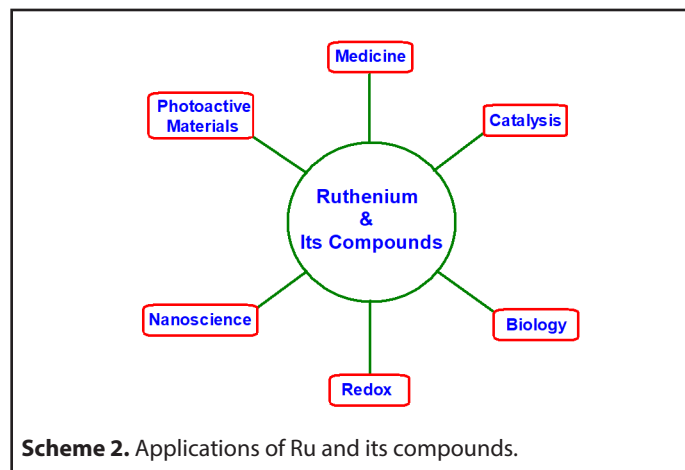 Medicine
Photoactive
Materials
Catalysis
Ruthenium
&
Its Compounds
Nanoscience
Biology
Redox
Scheme 2. Applications of Ru and its compounds.